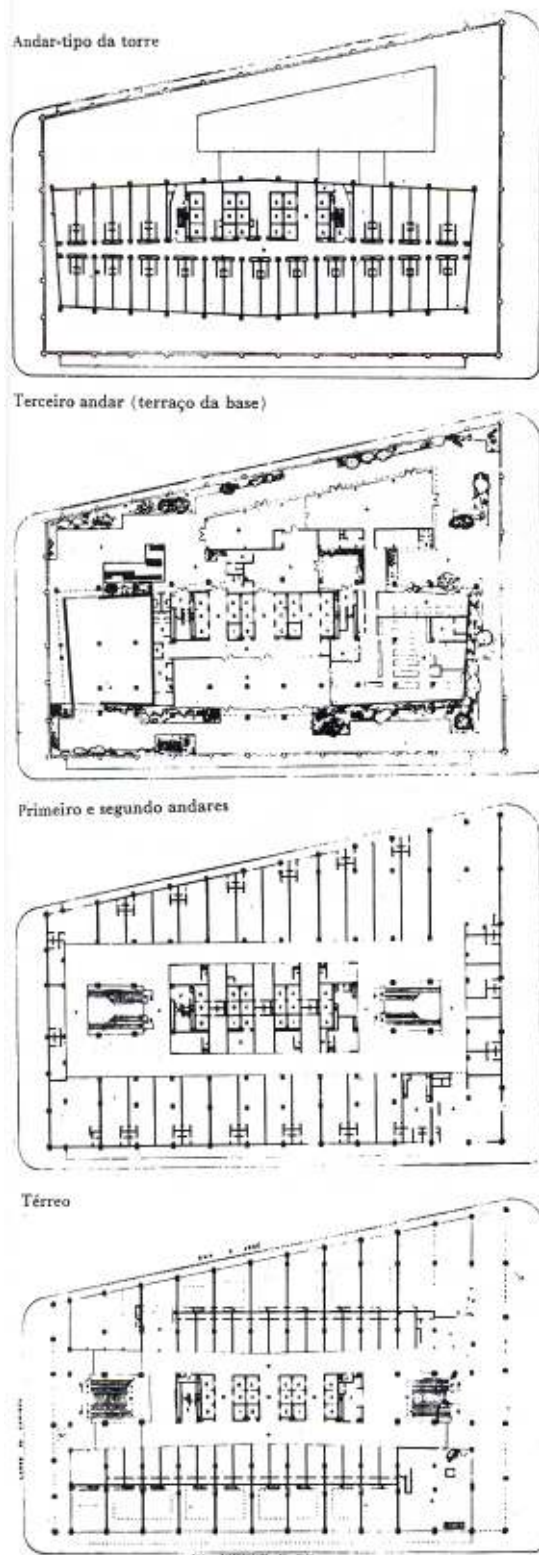 Andar-tipo da torre
Terceiro andar (terraço da base)
Primeiro e segundo andares
Térreo